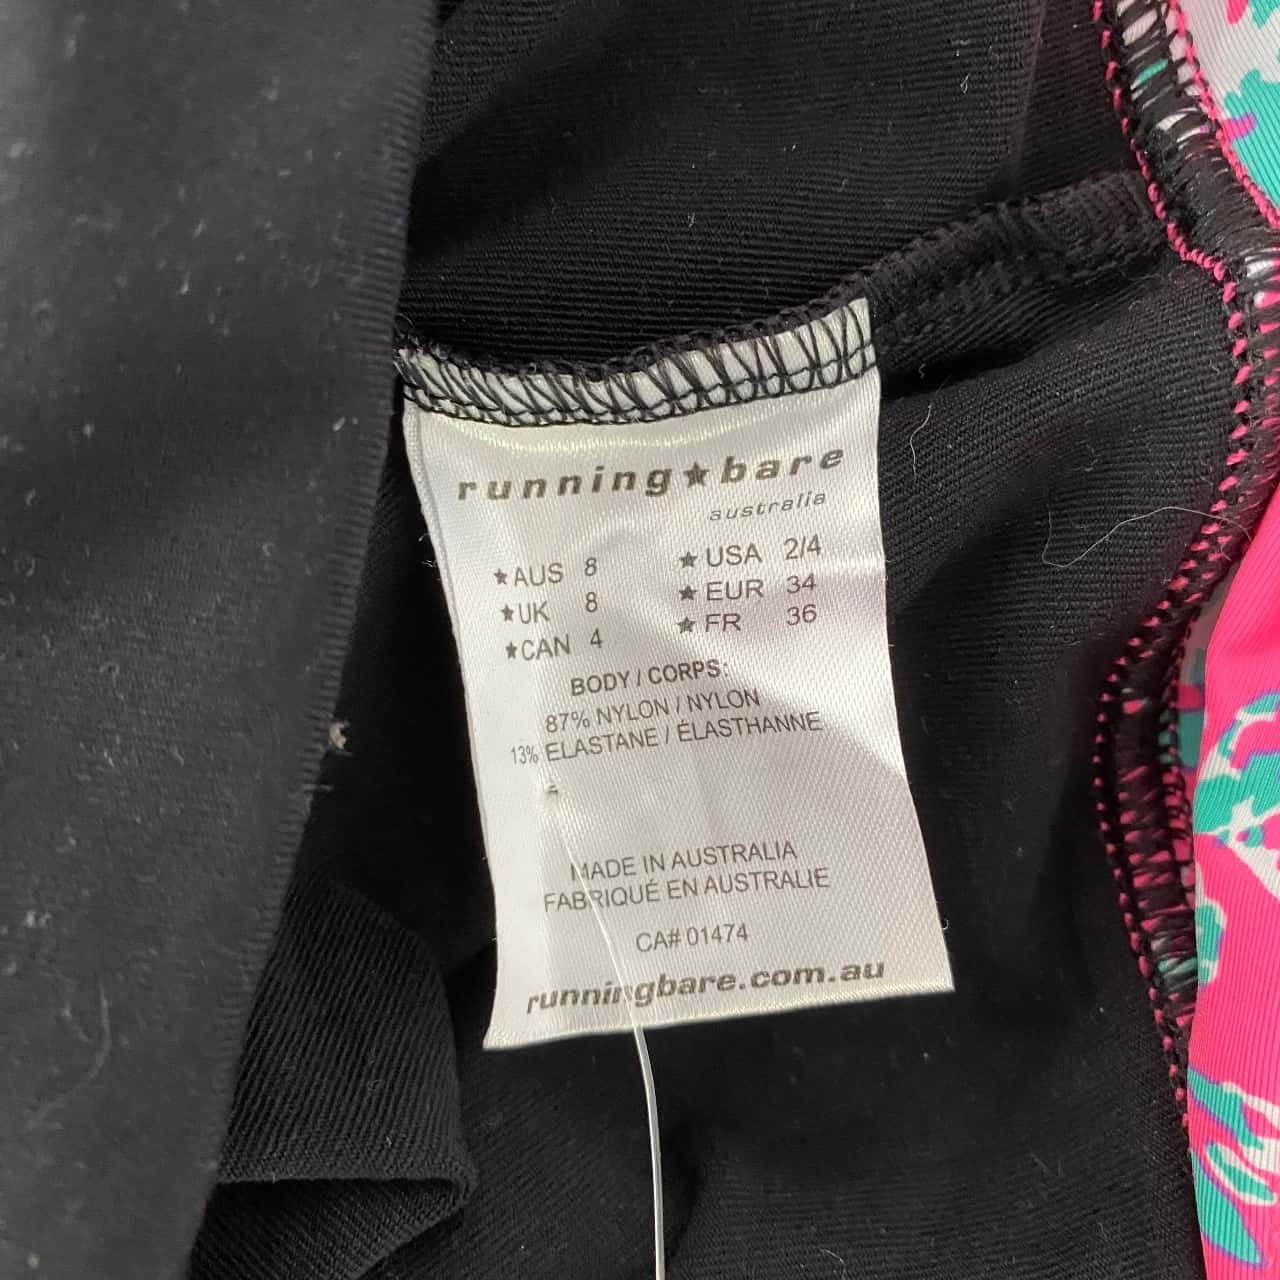 running★bare
australia
★AUS 8 ★USA 2/4
★UK 8 ★EUR 34
★CAN 4 ★FR 36
BODY / CORPS:
87% NYLON / NYLON
13% ELASTANE / ÉLASTHANNE
MADE IN AUSTRALIA
FABRIQUÉ EN AUSTRALIE
CA# 01474
runningbare.com.au